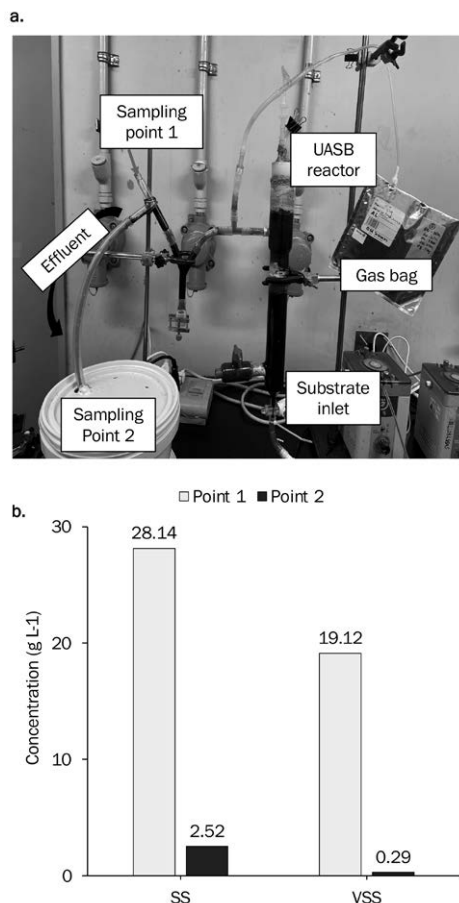 a.
Sampling
point 1
UASB
reactor
Effluent
Gas bag
Sampling
Point 2
Substrate
inlet
b.
Point 1 Point 2
Concentration (g L-1)
30
20
10
0
28.14
2.52
19.12
0.29
SS
VSS